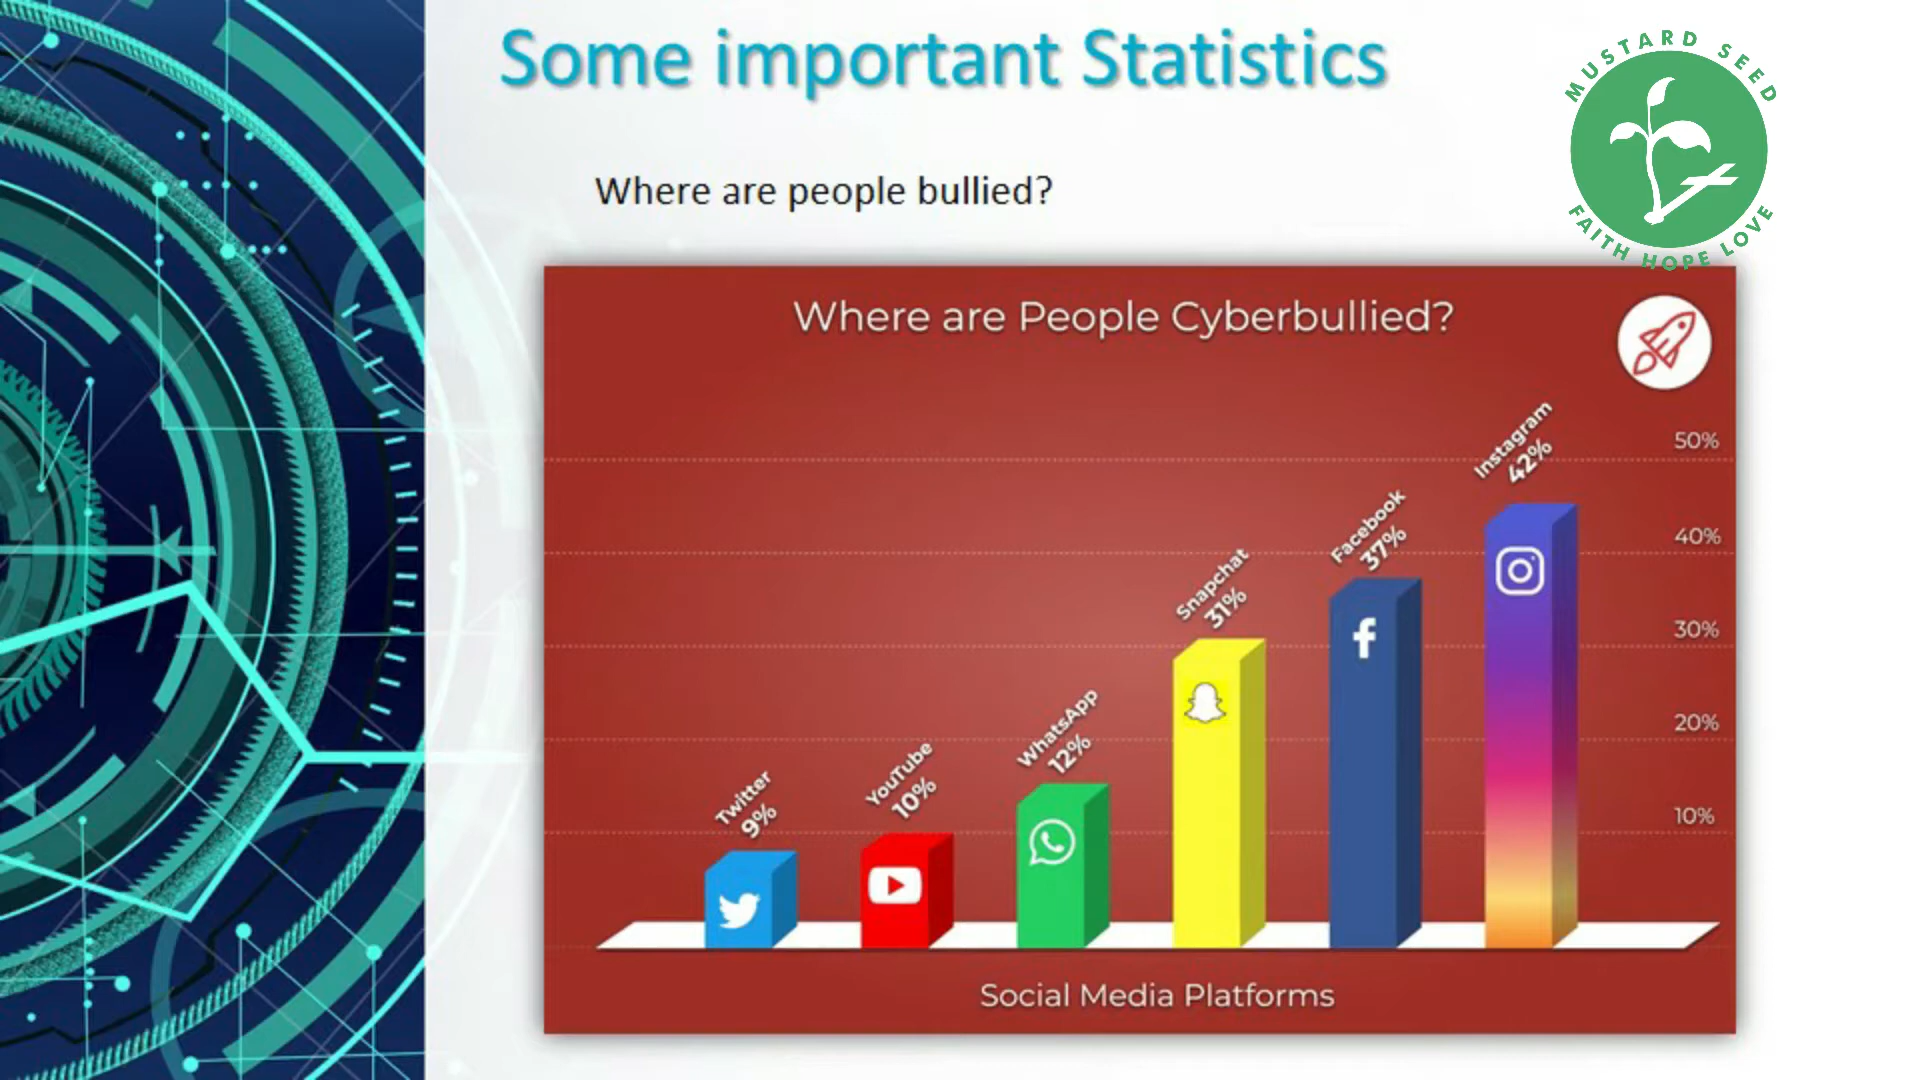 Some important Statistics
MUSTARD SEED
FAITH HOPE LOVE
Where are people bullied?
Where are People Cyberbullied?
Instagram
42%
Facebook
37%
Snapchat
31%
WhatsApp
12%
YouTube
10%
Twitter
9%
50%
40%
30%
20%
10%
Social Media Platforms